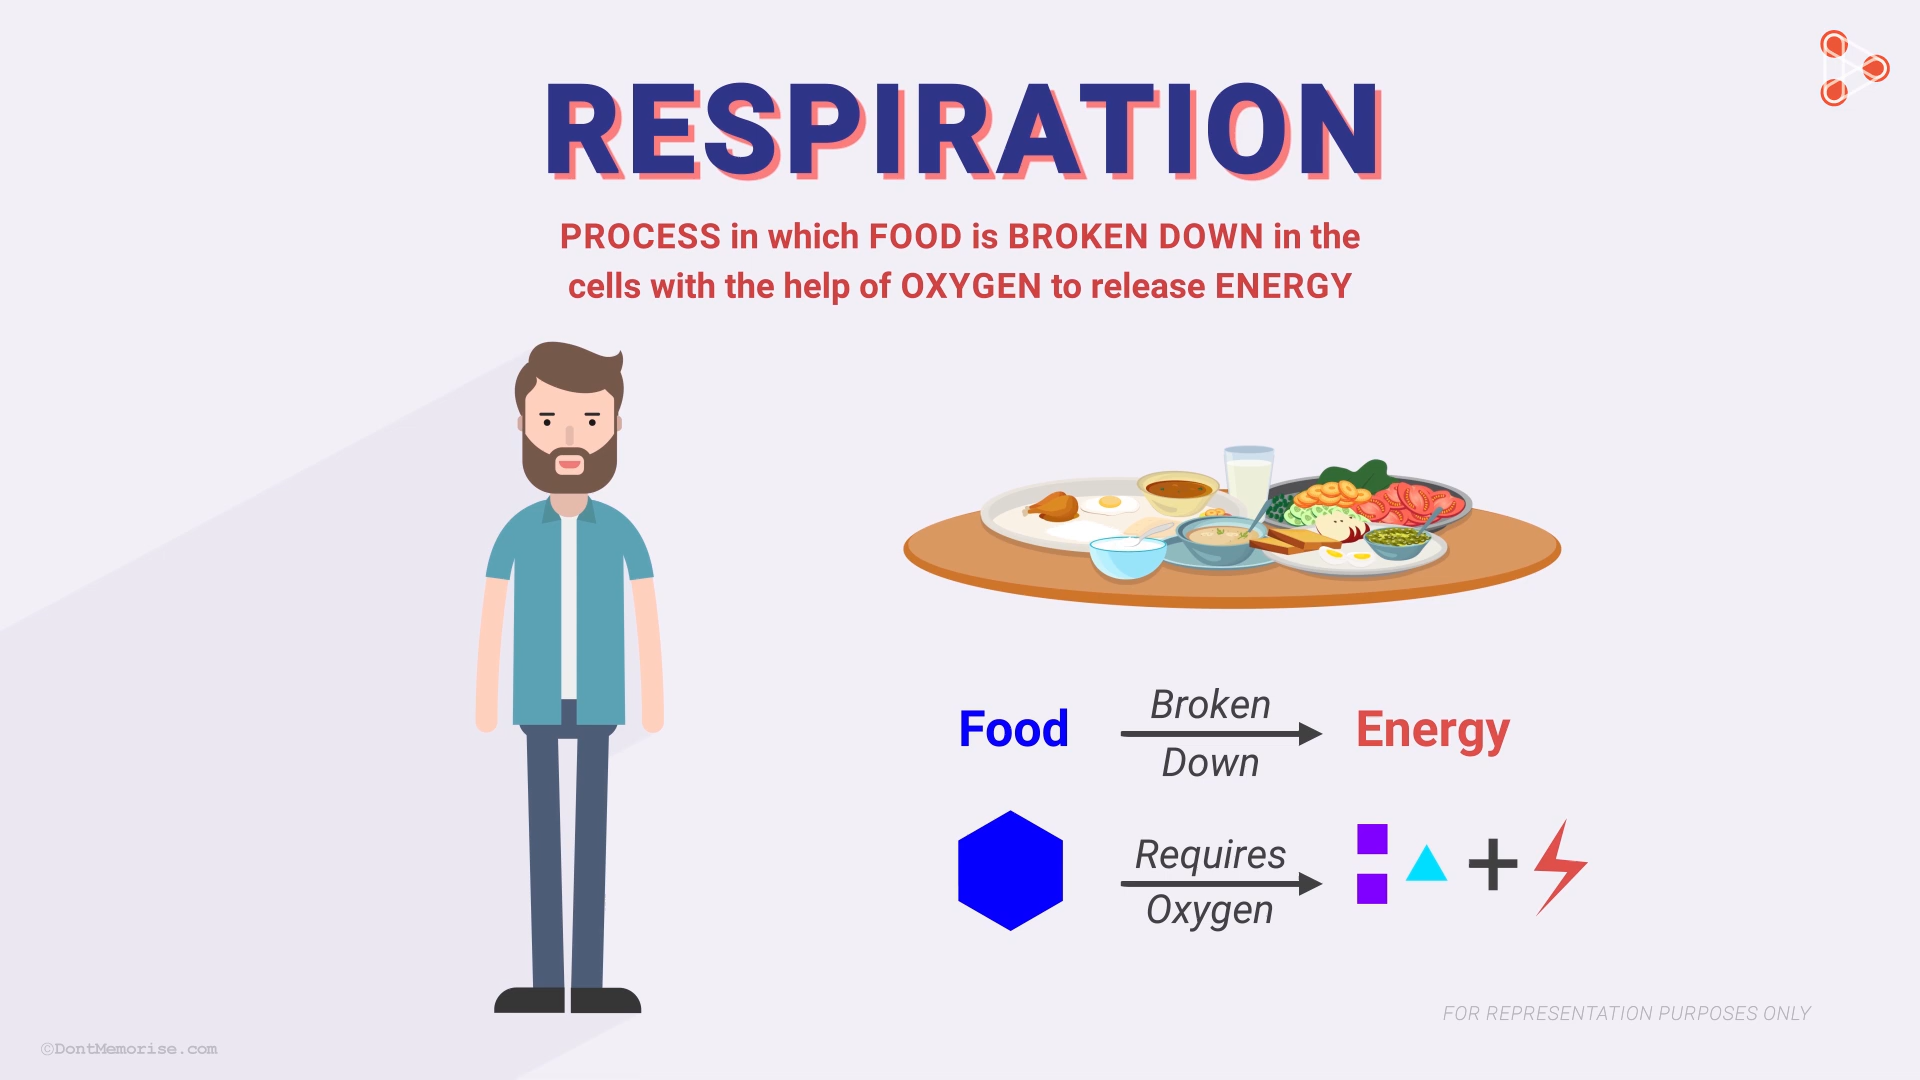 RESPIRATION
PROCESS in which FOOD is BROKEN DOWN in the
cells with the help of OXYGEN to release ENERGY
Food
Broken
Down
Energy
Requires
Oxygen
FOR REPRESENTATION PURPOSES ONLY
©DontMemorise.com